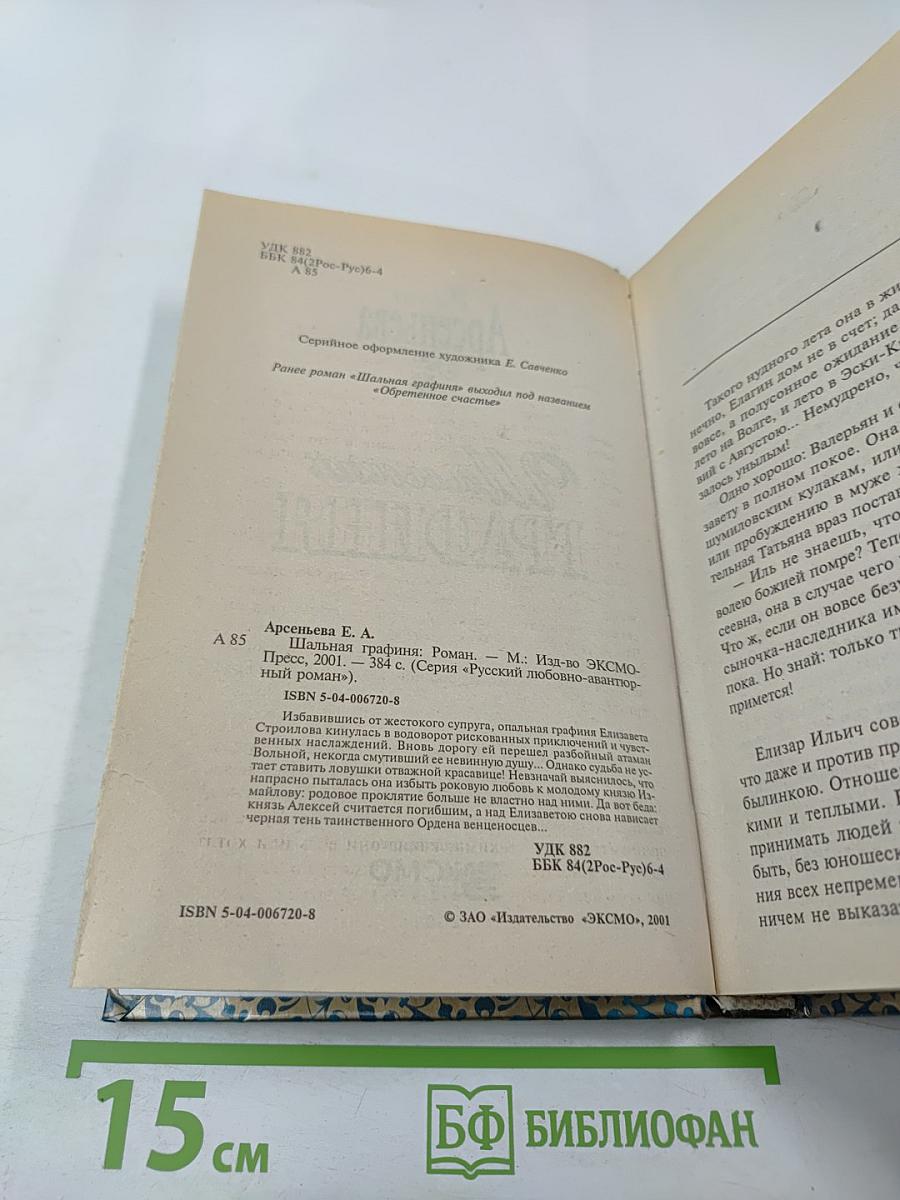 УДК 882
ББК 84(2Рос-Рус)6-4
А 85
Серийное оформление художника Е. Савченко
Ранее роман «Шальная графиня» выходил под названием
«Обретенное счастье»
Арсеньева Е. А.
А 85
Шальная графиня: Роман. — М.: Изд-во ЭКСМО-
Пресс, 2001. — 384 с. (Серия «Русский любовно-авантюр-
ный роман»).
ISBN 5-04-006720-8
Избавившись от жестокого супруга, опальная графиня Елизавета
Строилова кинулась в водоворот рискованных приключений и чувст-
венных наслаждений. Вновь дорогу ей перешел разбойный атаман
Вольной, некогда смутивший ее невинную душу... Однако судьба не ус-
тает ставить ловушки отважной красавице! Невзначай выяснилось, что
напрасно пыталась она избыть роковую любовь к молодому князю Из-
майлову: родовое проклятие больше не властно над ними. Да вот беда:
князь Алексей считается погибшим, а над Елизаветою снова нависает
черная тень таинственного Ордена венценосцев...
УДК 882
ББК 84(2Рос-Рус)6-4
ISBN 5-04-006720-8
© ЗАО «Издательство «ЭКСМО», 2001
Такого нудного лета она в жи
нечно, Елагин дом не в счет; да
вовсе, а полусонное ожидание
лето на Волге, и лето в Эски-К
вий с Августою... Немудрено, ч
залось унылым!
Одно хорошо: Валерьян и
завету в полном покое. Она
шумиловским кулакам, или
или пробуждению в муже
тельная Татьяна враз постав
— Иль не знаешь, что
волею божией помре? Тепе
сеевна, она в случае чего
Что ж, если он вовсе безу
сыночка-наследника им
пока. Но знай: только т
примется!
Елизар Ильич сов
что даже и против пр
былинкою. Отноше
кими и теплыми.
принимать людей
быть, без юношеск
ния всех непремен
ничем не выказа
15 см
БФ БИБЛИОФАН